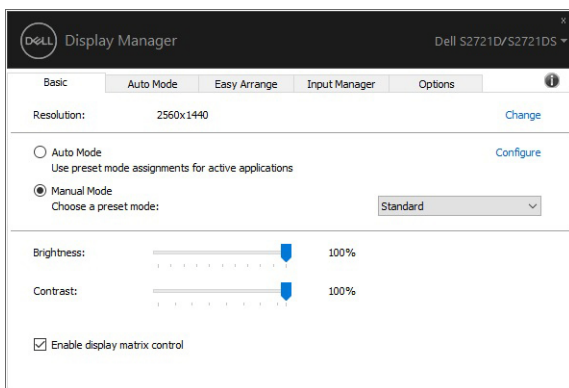 DELL Display Manager
x
Dell S2721D/S2721DS
Basic Auto Mode Easy Arrange Input Manager Options
Resolution: 2560x1440 Change
Auto Mode Configure
Use preset mode assignments for active applications
Manual Mode
Choose a preset mode: Standard
Brightness: 100%
Contrast: 100%
Enable display matrix control